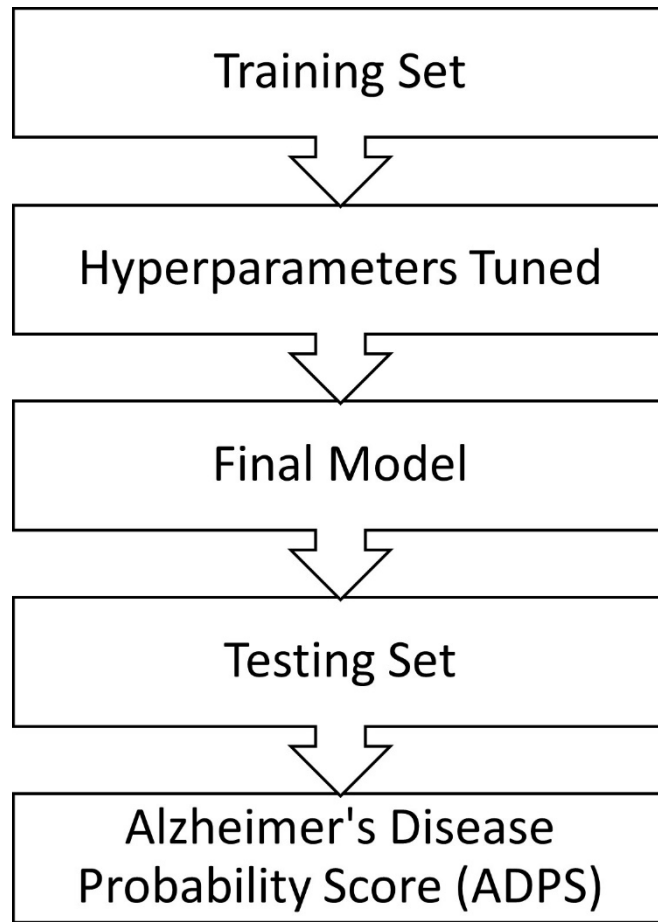 Training Set
Hyperparameters Tuned
Final Model
Testing Set
Alzheimer's Disease
Probability Score (ADPS)